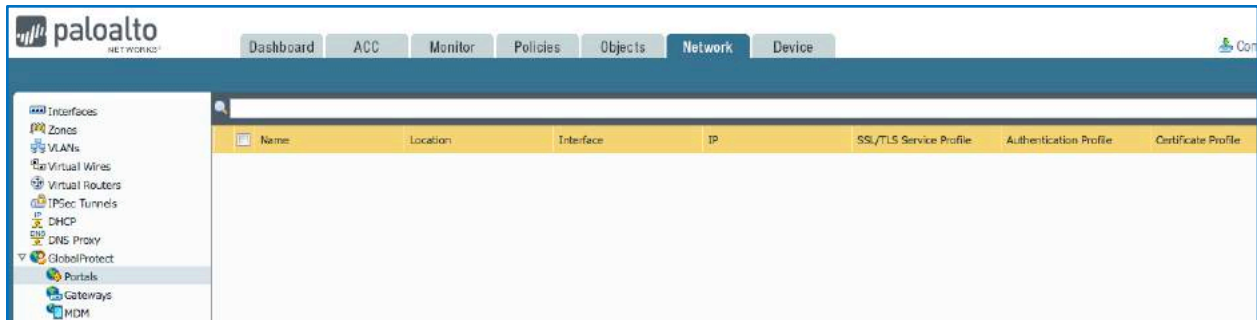 paloalto
NETWORKS
Dashboard ACC Monitor Policies Objects Network Device
Interfaces
Zones
VLANs
Virtual Wires
Virtual Routers
IPSec Tunnels
DHCP
DNS Proxy
GlobalProtect
Portals
Gateways
MDM
Name Location Interface IP SSL/TLS Service Profile Authentication Profile Certificate Profile